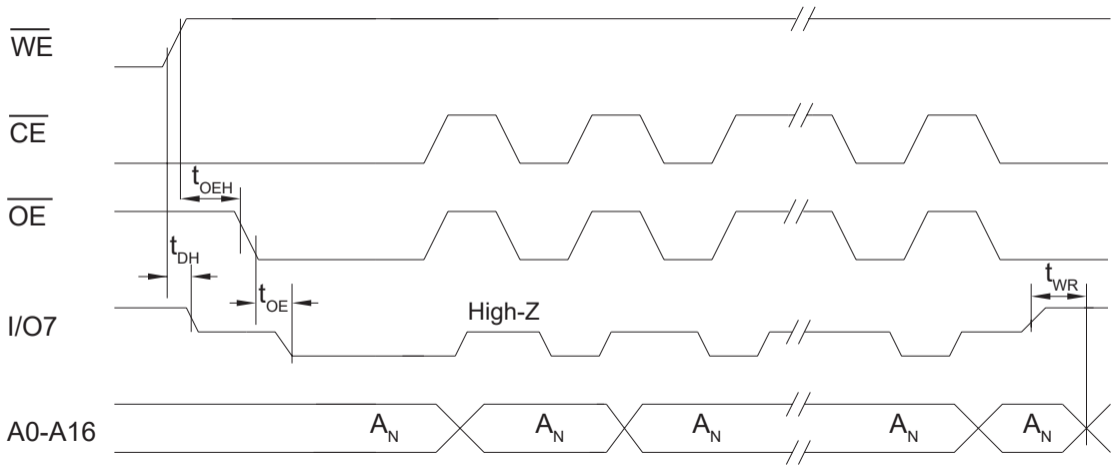 WE
CE
tOEH
OE
tDH
tWR
tOE
High-Z
I/O7
A0-A16 AN AN AN AN AN